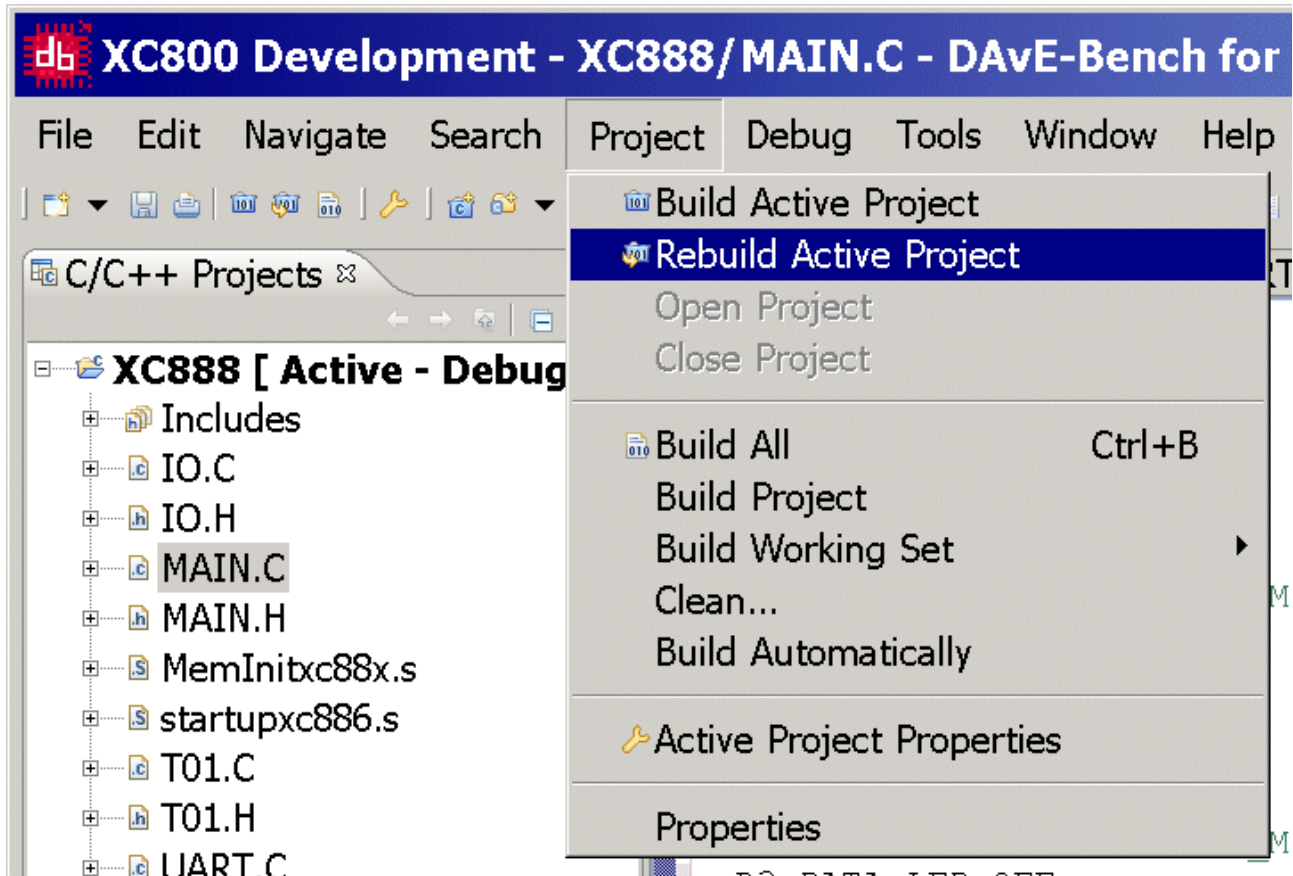 XC800 Development - XC888/MAIN.C - DAvE-Bench for
File Edit Navigate Search Project Debug Tools Window Help
Build Active Project
Rebuild Active Project
Open Project
Close Project
Build All Ctrl+B
Build Project
Build Working Set
Clean...
Build Automatically
Active Project Properties
Properties
C/C++ Projects
XC888 [ Active - Debug
Includes
IO.C
IO.H
MAIN.C
MAIN.H
MemInitxc88x.s
startupxc886.s
T01.C
T01.H
UART.C